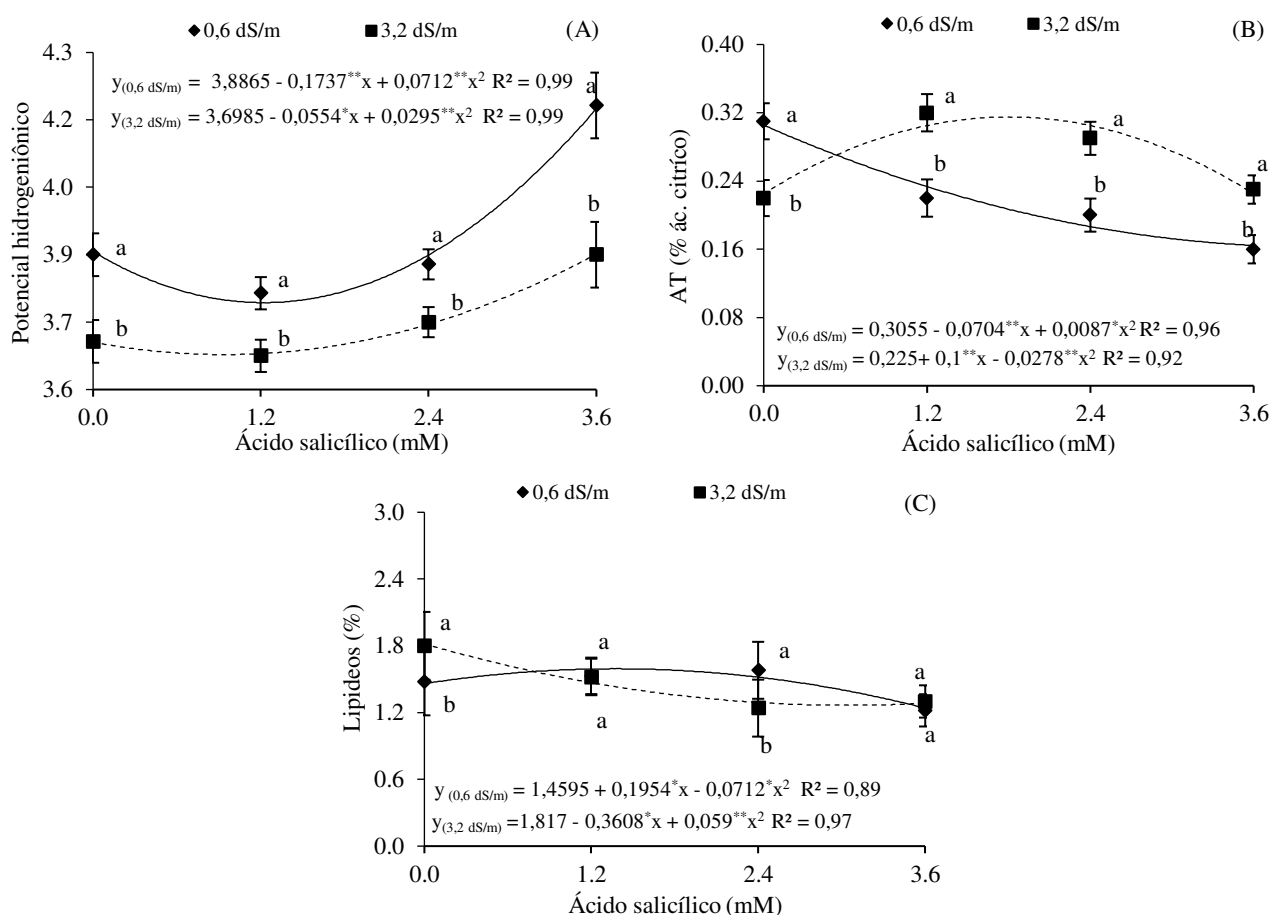 0,6 dS/m 3,2 dS/m (A)
y(0,6 dS/m) = 3,8865 - 0,1737**x + 0,0712**x² R² = 0,99
y(3,2 dS/m) = 3,6985 - 0,0554*x + 0,0295**x² R² = 0,99
Potencial hidrogeniônico
4.3
4.2
4.0
3.9
3.7
3.6
a
a
a
a
b
b
b
b
0.0 1.2 2.4 3.6
Ácido salicílico (mM)
0,6 dS/m 3,2 dS/m (B)
AT (% ác. citríco)
0.40
0.32
0.24
0.16
0.08
0.00
a
a
a
a
b
b
b
b
y(0,6 dS/m) = 0,3055 - 0,0704**x + 0,0087*x² R² = 0,96
y(3,2 dS/m) = 0,225+ 0,1**x - 0,0278**x² R² = 0,92
0.0 1.2 2.4 3.6
Ácido salicílico (mM)
0,6 dS/m 3,2 dS/m (C)
Lipideos (%)
3.0
2.4
1.8
1.2
0.6
0.0
a
a
a
a
b
a
b
a
y(0,6 dS/m) = 1,4595 + 0,1954*x - 0,0712*x² R² = 0,89
y(3,2 dS/m) =1,817 - 0,3608*x + 0,059**x² R² = 0,97
0.0 1.2 2.4 3.6
Ácido salicílico (mM)